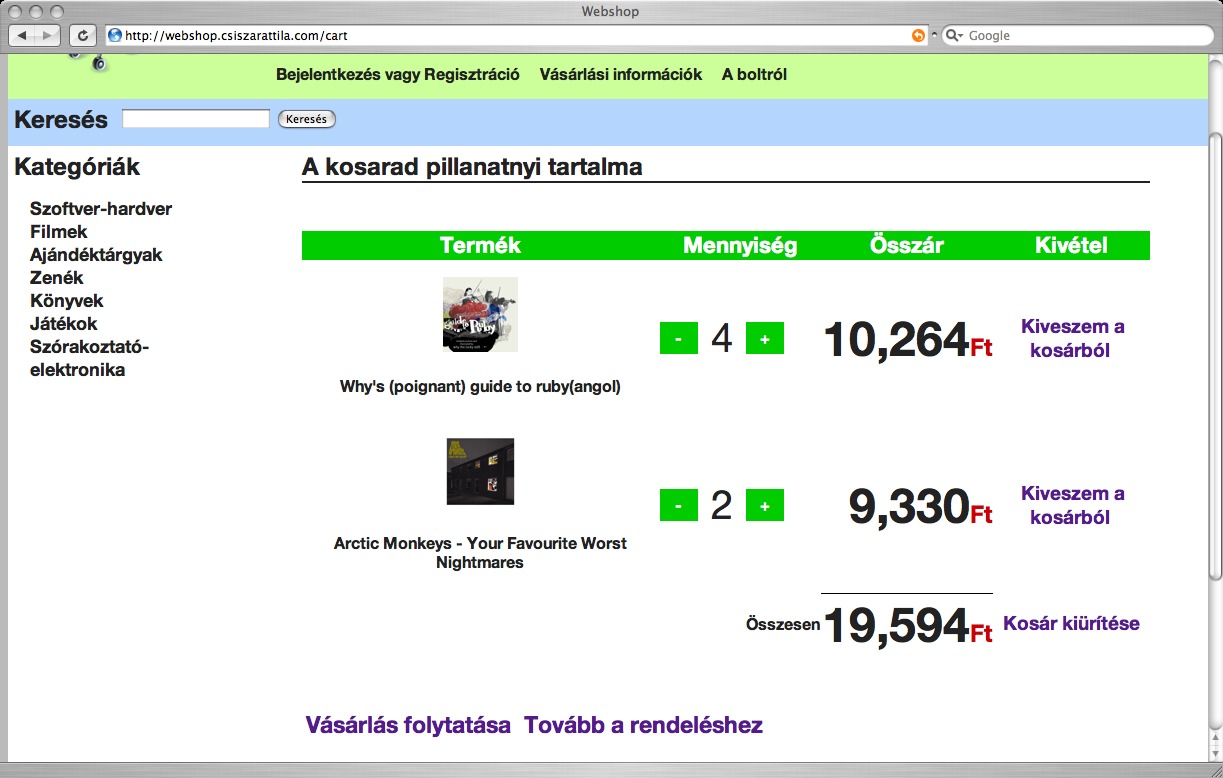 Webshop
http://webshop.csiszarattila.com/cart
Google
Bejelentkezés vagy Regisztráció Vásárlási információk A boltról
Keresés Keresés
Kategóriák
Szoftver-hardver
Filmek
Ajándéktárgyak
Zenék
Könyvek
Játékok
Szórakoztató-
elektronika
A kosarad pillanatnyi tartalma
Termék Mennyiség Összár Kivétel
guide to
Ruby
- 4 + 10,264Ft
Kiveszem a
kosárból
Why's (poignant) guide to ruby(angol)
- 2 + 9,330Ft
Kiveszem a
kosárból
Arctic Monkeys - Your Favourite Worst
Nightmares
Összesen 19,594Ft Kosár kiürítése
Vásárlás folytatása Tovább a rendeléshez